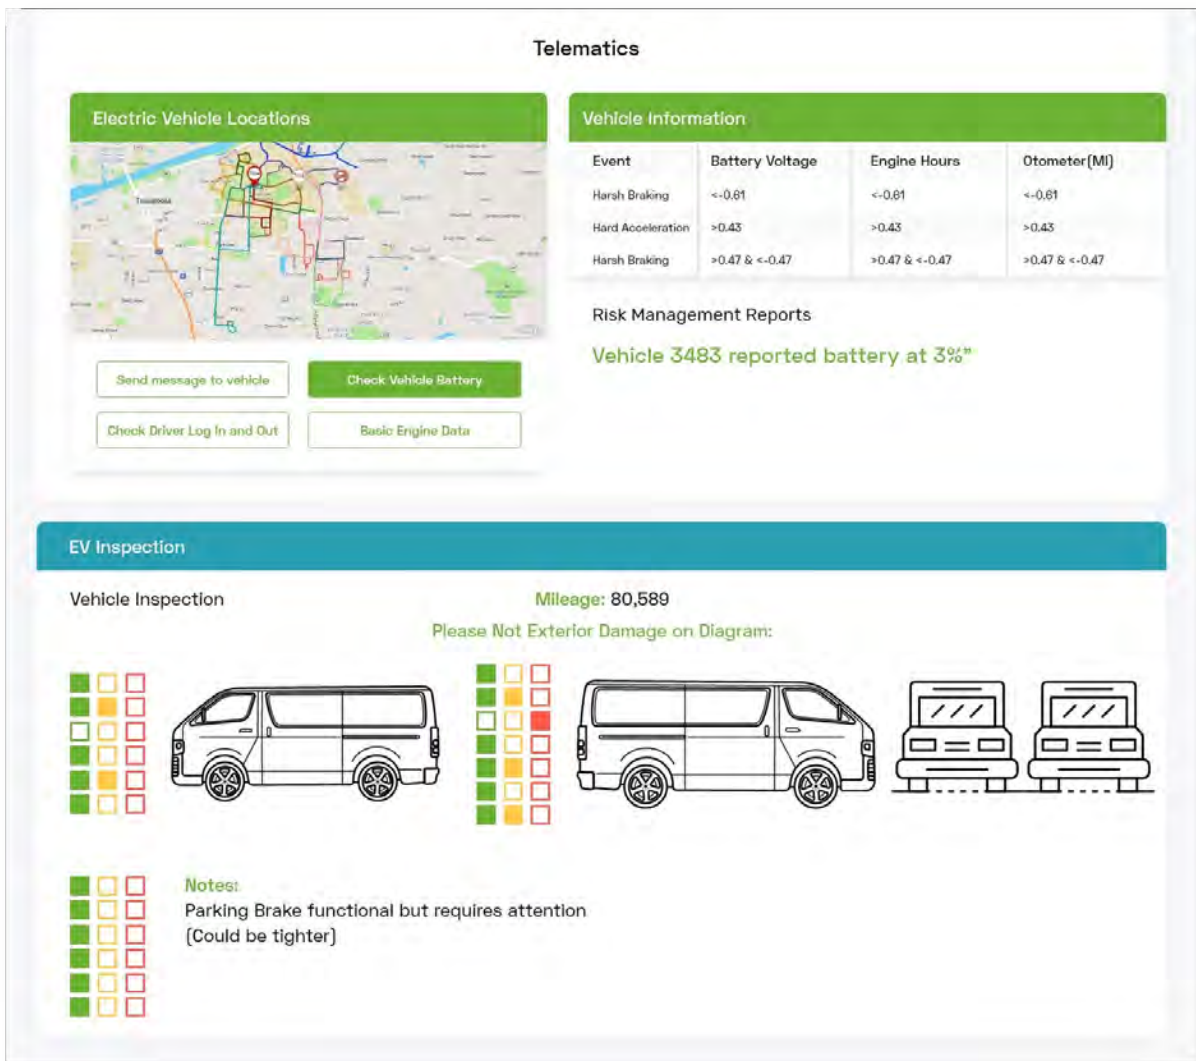 Telematics
Electric Vehicle Locations
Send message to vehicle
Check Vehicle Battery
Check Driver Log In and Out
Basic Engine Data
Vehicle Information
Event Battery Voltage Engine Hours Otometer(MI)
Harsh Braking <-0.61 <-0.61 <-0.61
Hard Acceleration >0.43 >0.43 >0.43
Harsh Braking >0.47 & <-0.47 >0.47 & <-0.47 >0.47 & <-0.47
Risk Management Reports
Vehicle 3483 reported battery at 3%"
EV Inspection
Vehicle Inspection
Mileage: 80,589
Please Not Exterior Damage on Diagram:
Notes:
Parking Brake functional but requires attention
(Could be tighter)